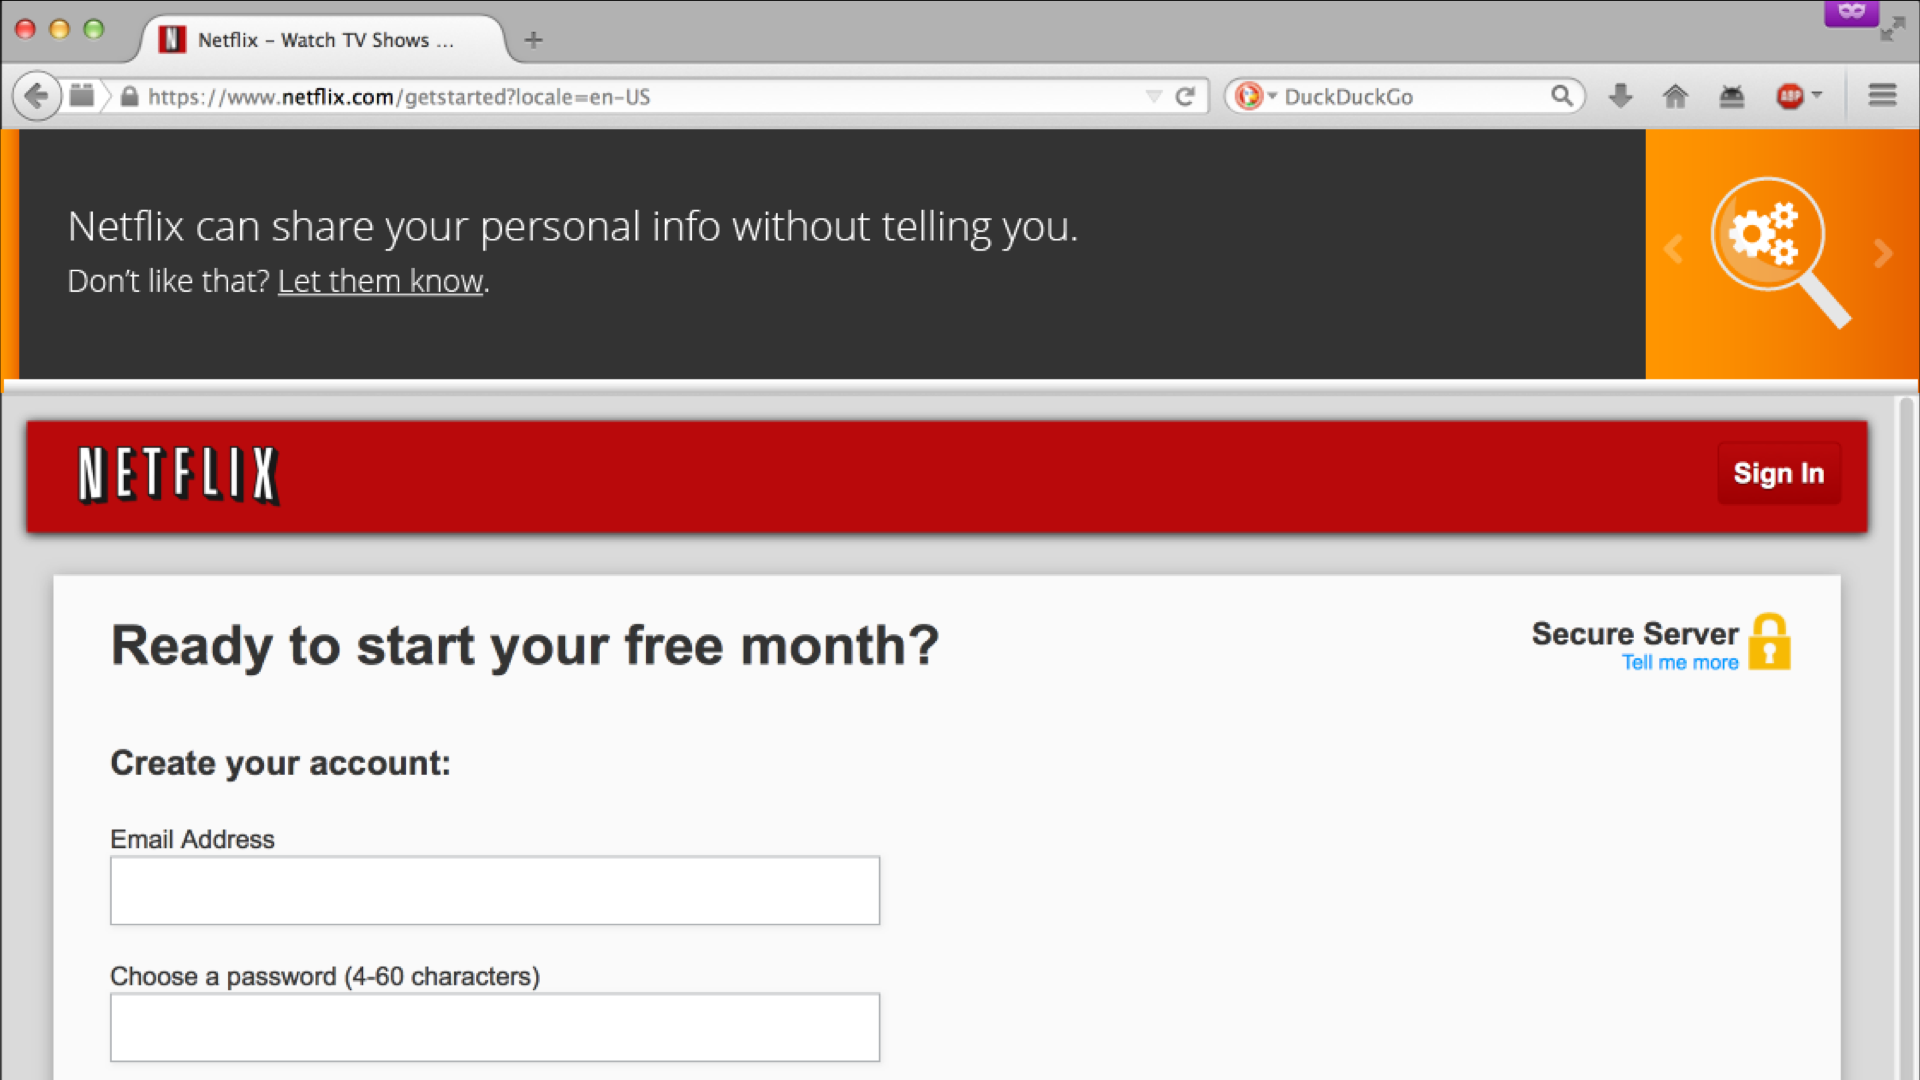 Netflix – Watch TV Shows ...
https://www.netflix.com/getstarted?locale=en-US
DuckDuckGo
ABP
Netflix can share your personal info without telling you.
Don't like that? Let them know.
NETFLIX
Sign In
Ready to start your free month?
Secure Server
Tell me more
Create your account:
Email Address
Choose a password (4-60 characters)